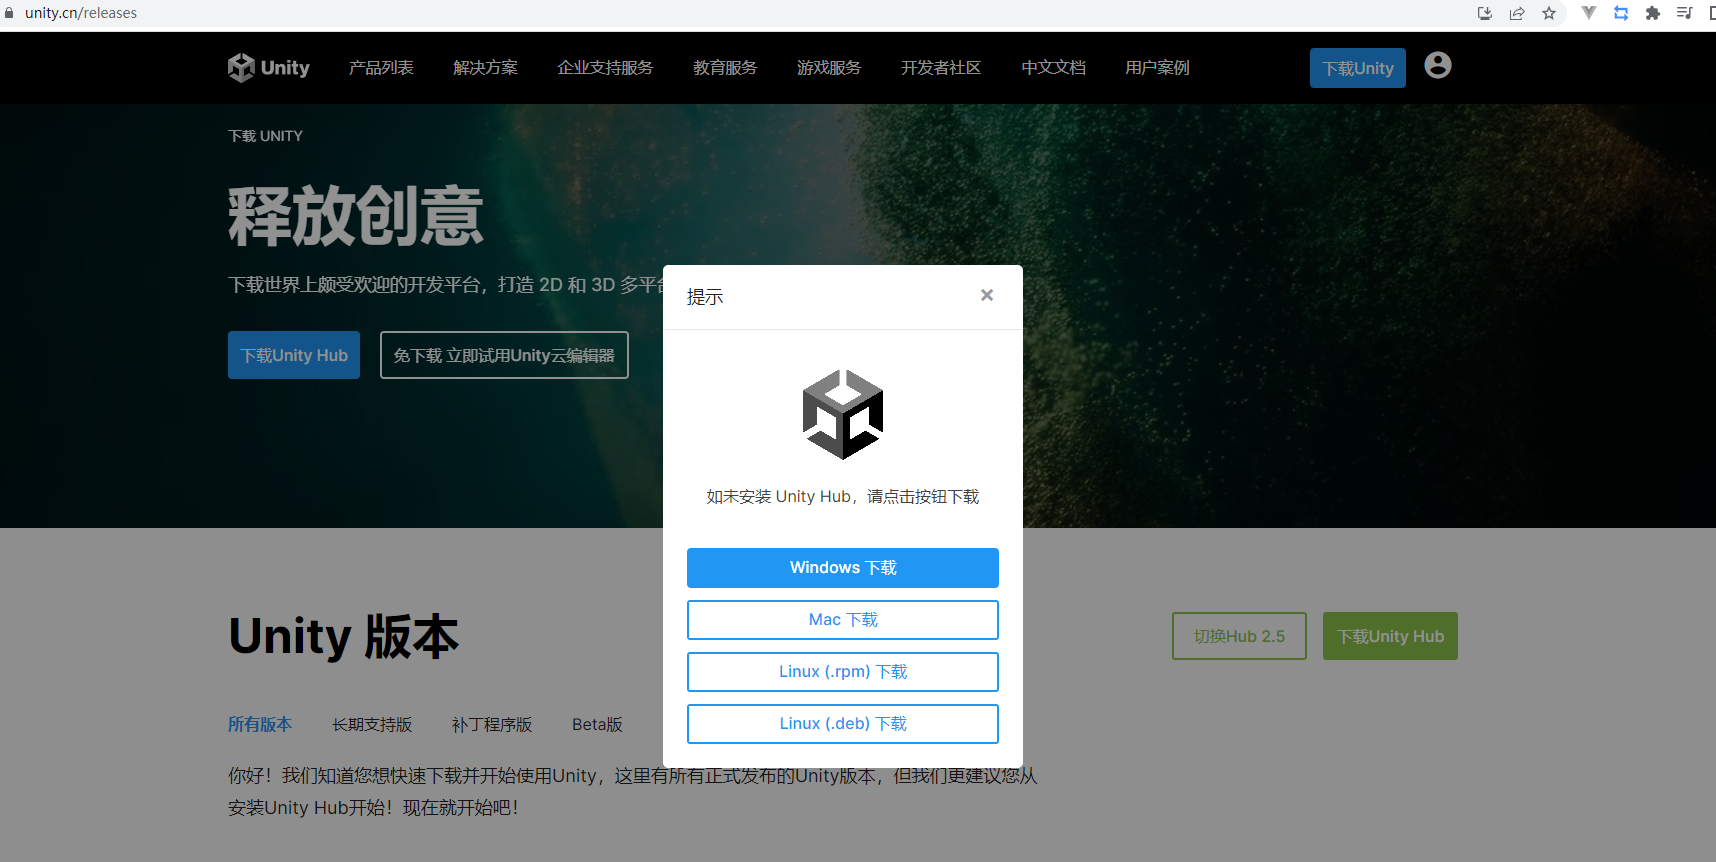 unity.cn/releases
Unity 产品列表 解决方案 企业支持服务 教育服务 游戏服务 开发者社区 中文文档 用户案例 下载Unity
下载 UNITY
释放创意
下载世界上颇受欢迎的开发平台，打造 2D 和 3D 多平
下载Unity Hub 免下载 立即试用Unity云编辑器
提示 ×
如未安装 Unity Hub，请点击按钮下载
Windows 下载
Mac 下载
Linux (.rpm) 下载
Linux (.deb) 下载
Unity 版本
切换Hub 2.5 下载Unity Hub
所有版本 长期支持版 补丁程序版 Beta版
你好！我们知道您想快速下载并开始使用Unity，这里有所有正式发布的Unity版本，但我们更建议您从
安装Unity Hub开始！现在就开始吧！